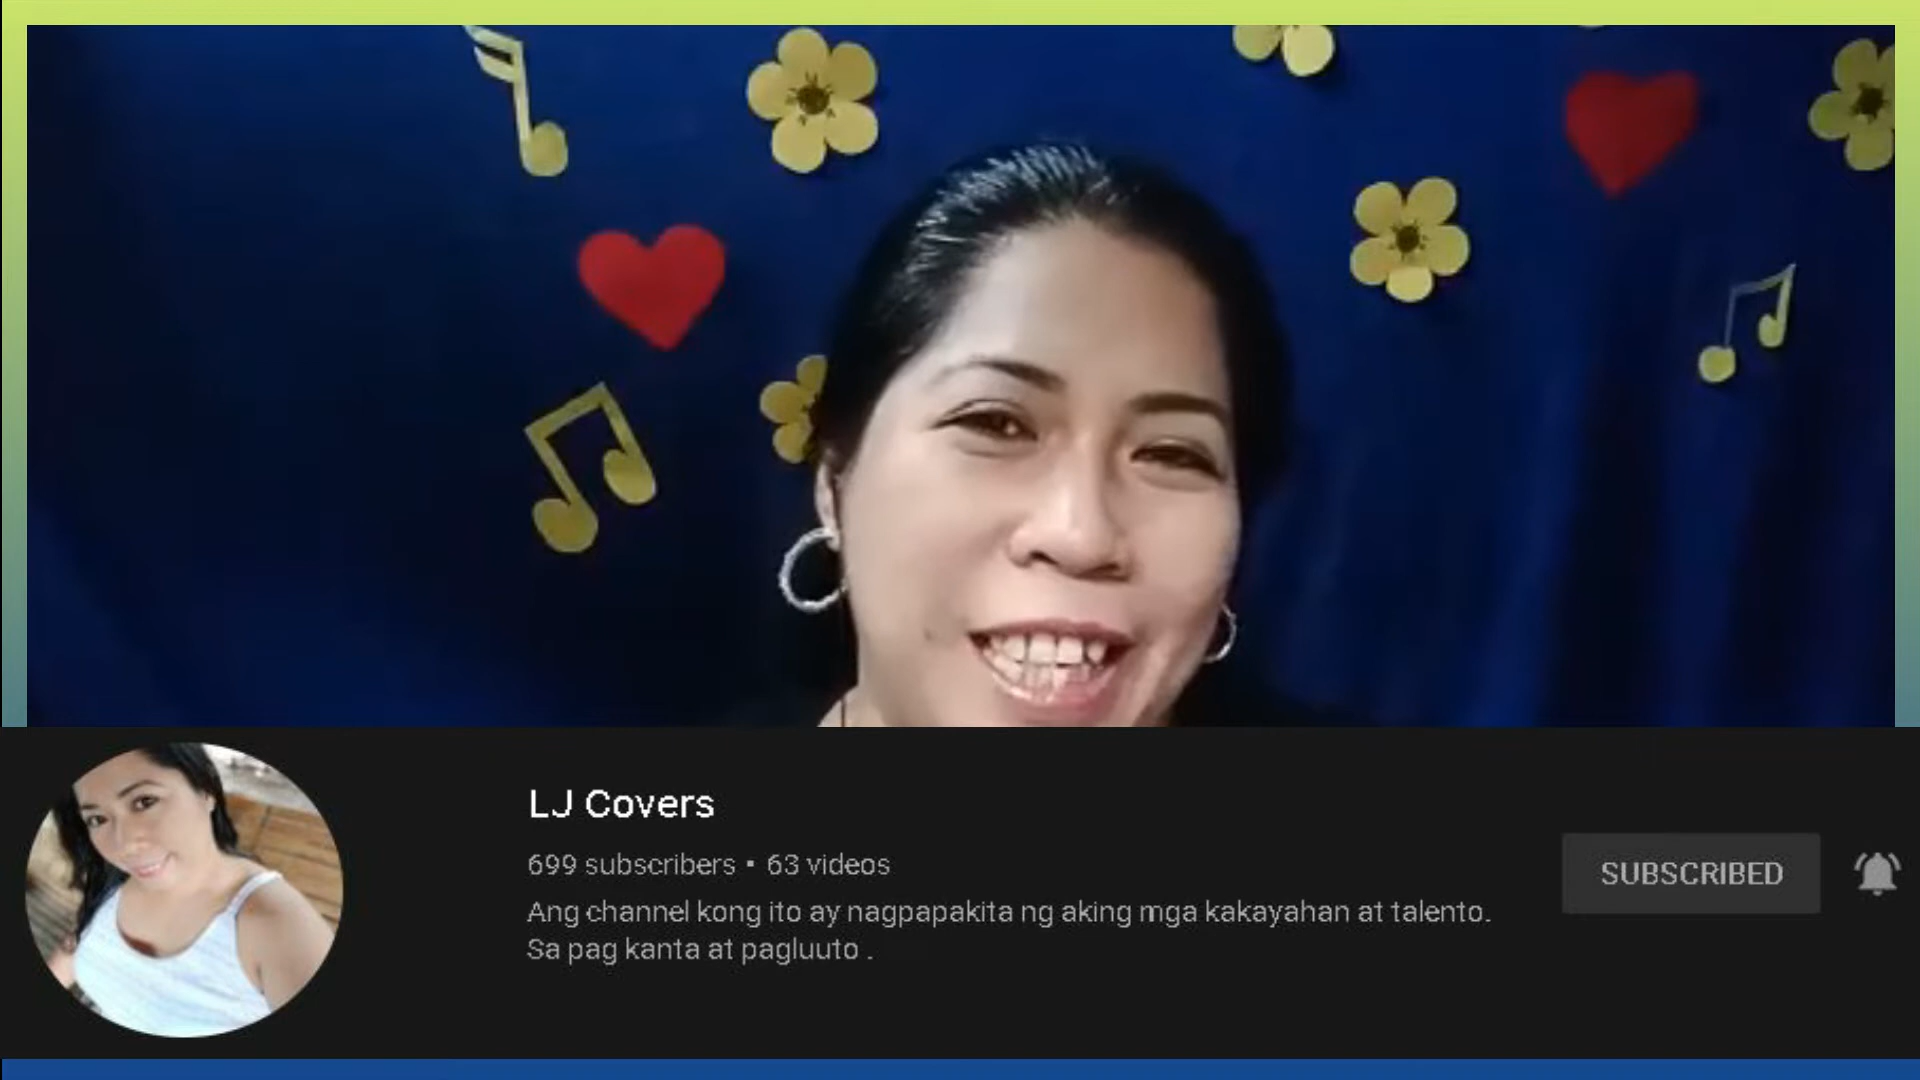 LJ Covers
699 subscribers • 63 videos
Ang channel kong ito ay nagpapakita ng aking mga kakayahan at talento.
SUBSCRIBED
Sa pag kanta at pagluuto .